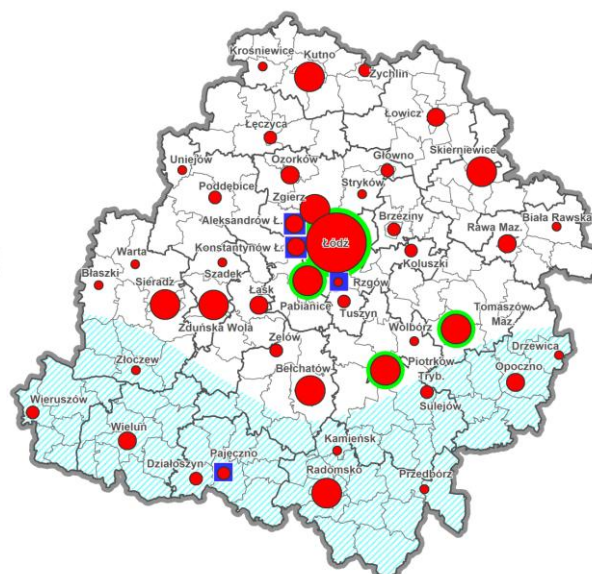 Krośniewice
Kutno
Żychlin
Łowicz
Łęczyca
Skierniewice
Uniejów
Ozorków
Główno
Poddębice
Zgierz
Stryków
Aleksandrów Ł.
Brzeziny
Biała Rawska
Łódź
Rawa Maz.
Warta
Konstantynów Ł.
Koluszki
Błaszki
Sieradz
Szadek
Łask
Pabianice
Rzgów
Tuszyn
Zduńska Wola
Tomaszów
Maz.
Wolbórz
Zelów
Złoczew
Bełchatów
Piotrków
Tryb.
Drzewica
Opoczno
Sulejów
Wieruszów
Wieluń
Kamieńsk
Działoszyn
Pajęczno
Radomsko
Przedbórz